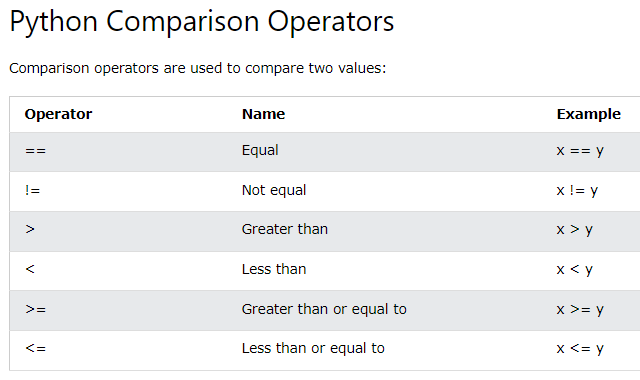 Python Comparison Operators
Comparison operators are used to compare two values:
Operator Name Example
== Equal x == y
!= Not equal x != y
> Greater than x > y
< Less than x < y
>= Greater than or equal to x >= y
<= Less than or equal to x <= y